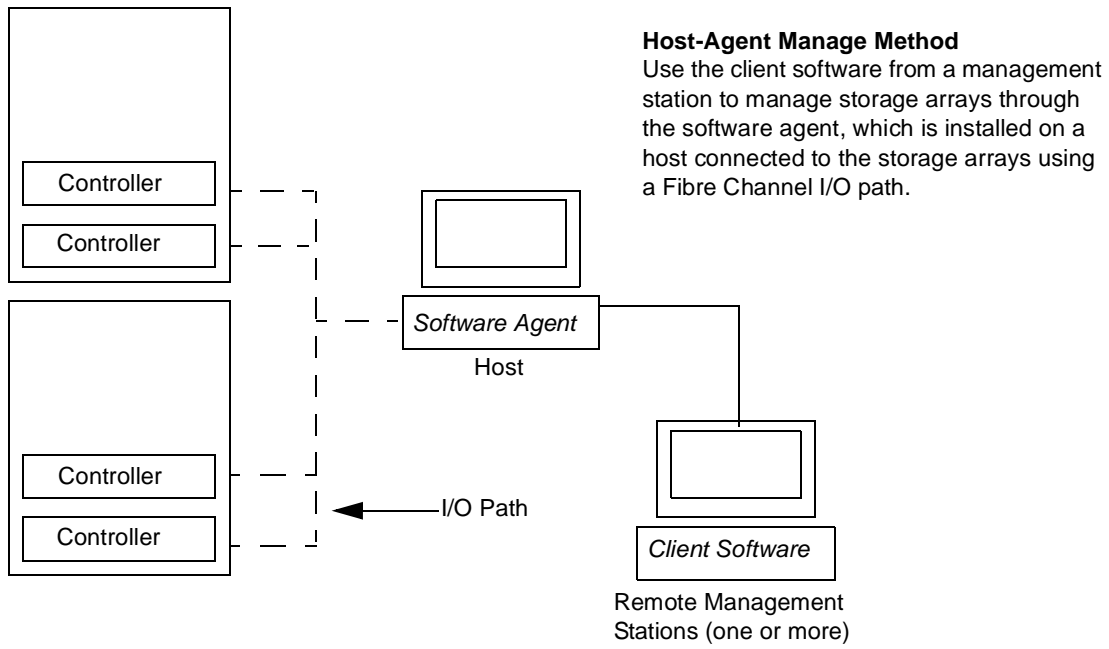 Host-Agent Manage Method
Use the client software from a management
station to manage storage arrays through
the software agent, which is installed on a
host connected to the storage arrays using
a Fibre Channel I/O path.
Controller
Controller
Software Agent
Host
Controller
Controller
I/O Path
Client Software
Remote Management
Stations (one or more)